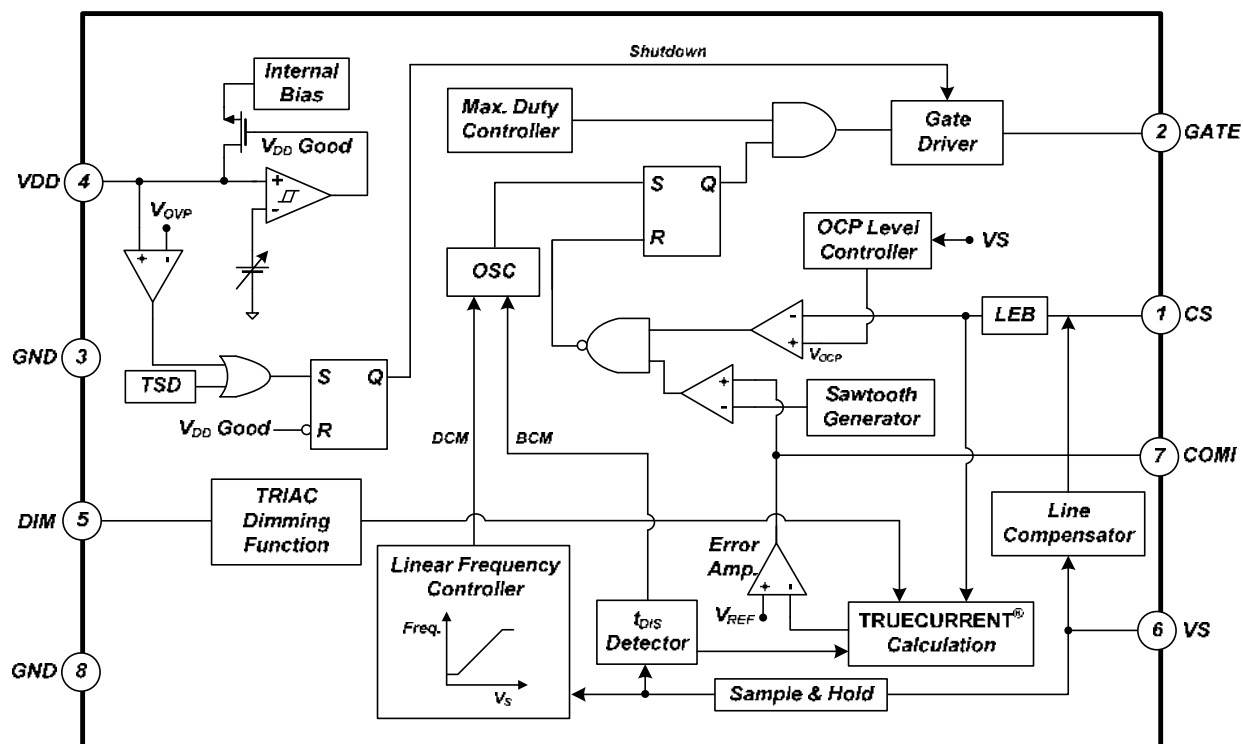 Shutdown
Internal
Bias
Max. Duty
Controller
Gate
Driver
2 GATE
VDD 4
VDD Good
+
-
VOVP
+
-
S
Q
R
OCP Level
Controller
VS
OSC
LEB
1 CS
-
+
VOCP
GND 3
TSD
S
Q
R
VDD Good
+
-
Sawtooth
Generator
DCM
BCM
7 COMI
DIM 5
TRIAC
Dimming
Function
Line
Compensator
Linear Frequency
Controller
Freq.
VS
Error
Amp.
+
-
VREF
tDIS
Detector
TRUECURRENT®
Calculation
6 VS
GND 8
Sample & Hold